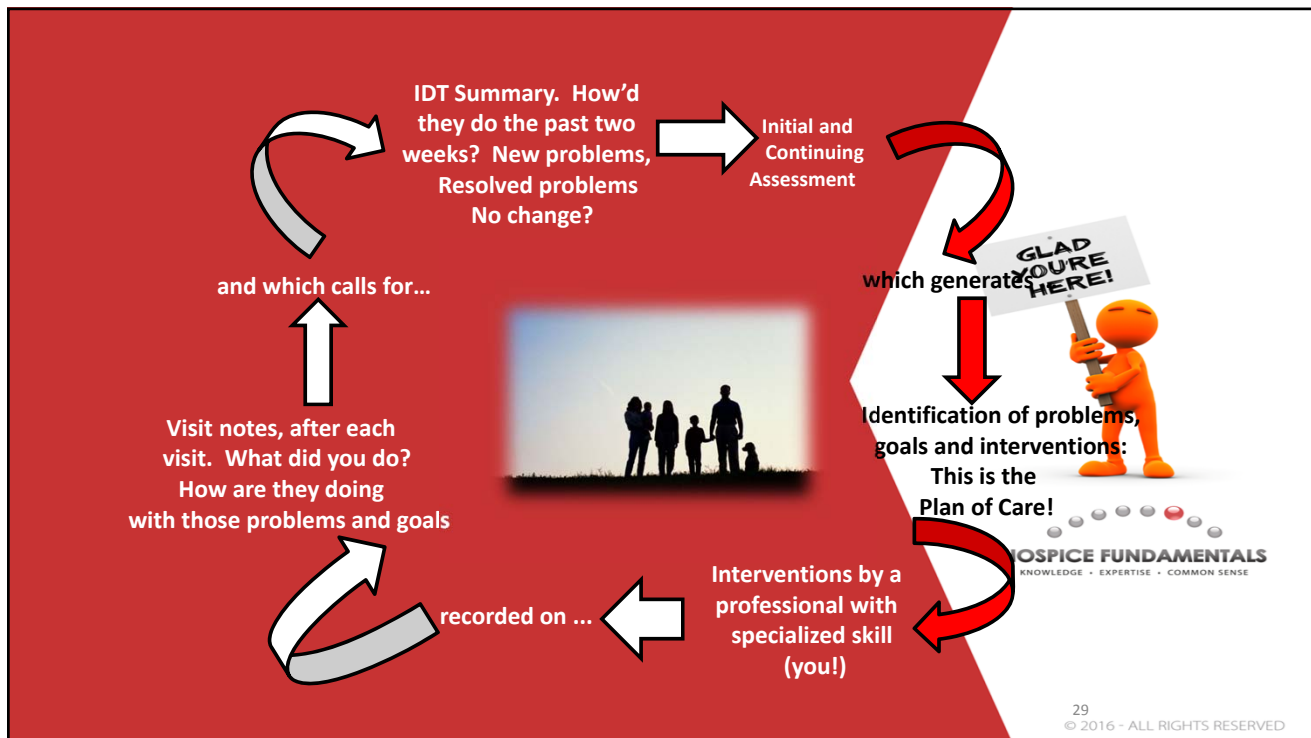 IDT Summary. How'd
they do the past two
weeks? New problems,
Resolved problems
No change?
Initial and
Continuing
Assessment
GLAD
YOU'RE
HERE!
which generates
Identification of problems,
goals and interventions:
This is the
Plan of Care!
HOSPICE FUNDAMENTALS
KNOWLEDGE • EXPERTISE • COMMON SENSE
Interventions by a
professional with
specialized skill
(you!)
recorded on ...
Visit notes, after each
visit. What did you do?
How are they doing
with those problems and goals
and which calls for…
29
© 2016 - ALL RIGHTS RESERVED